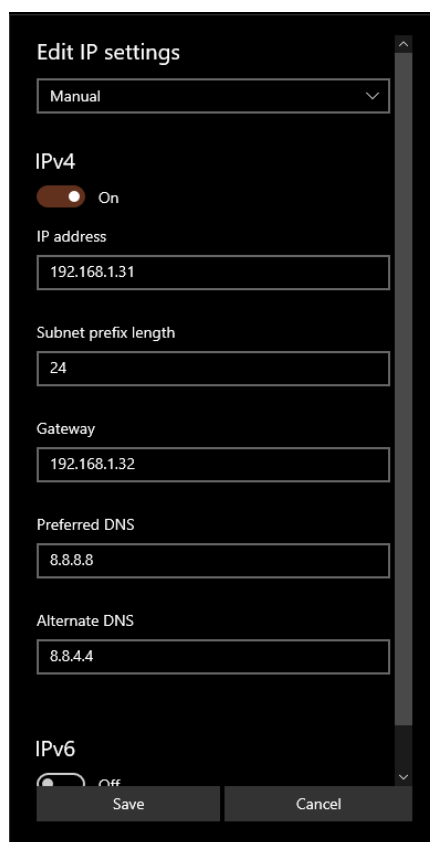 Edit IP settings
Manual
IPv4
On
IP address
192.168.1.31
Subnet prefix length
24
Gateway
192.168.1.32
Preferred DNS
8.8.8.8
Alternate DNS
8.8.4.4
IPv6
Off
Save
Cancel